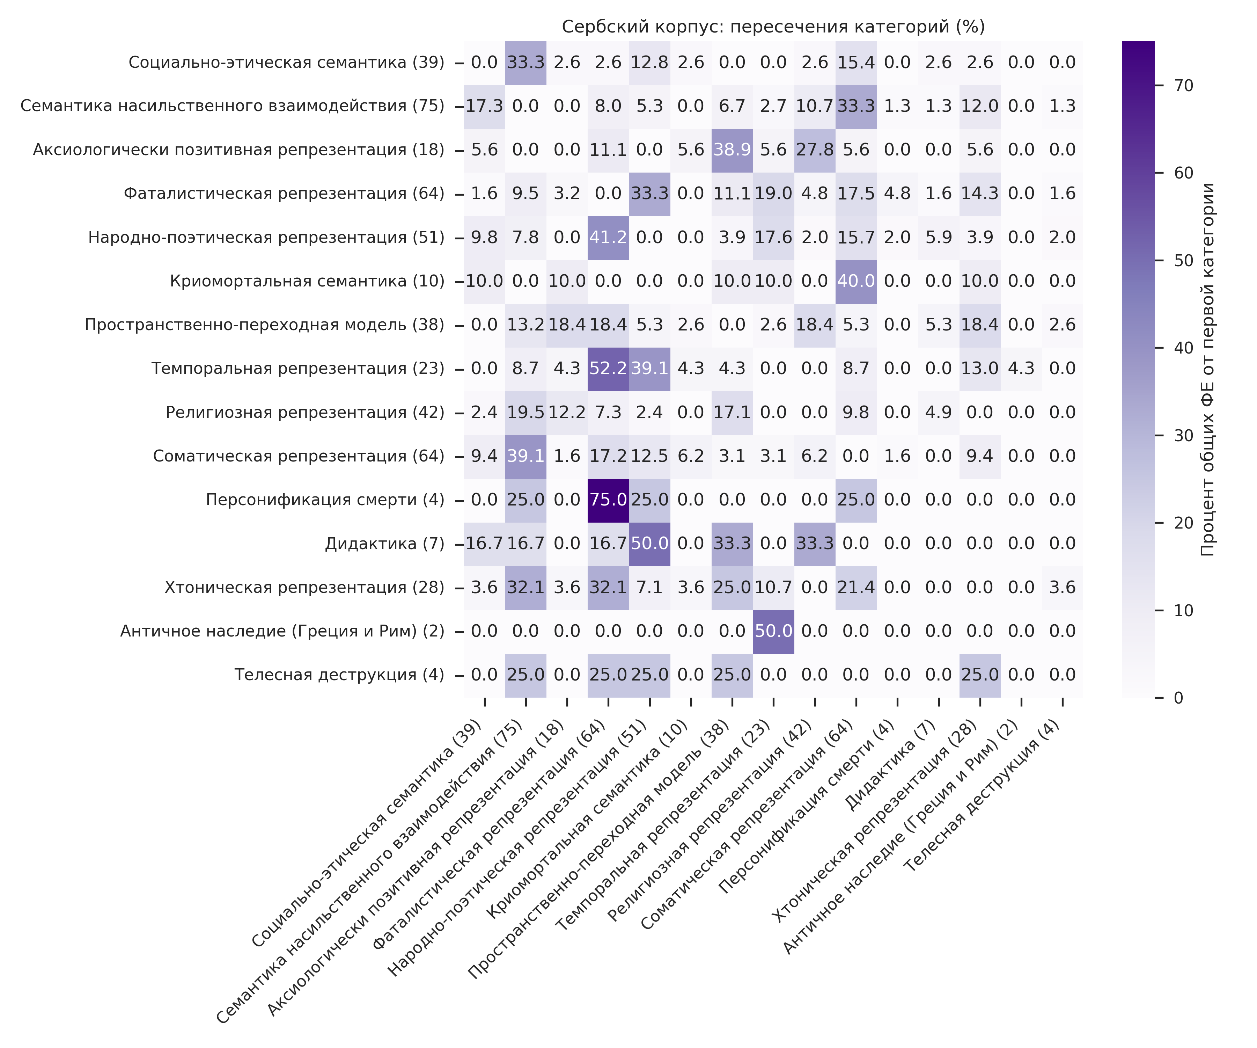 Сербский корпус: пересечения категорий (%)
Социально-этическая семантика (39) 0.0 33.3 2.6 2.6 12.8 2.6 0.0 0.0 2.6 15.4 0.0 2.6 2.6 0.0 0.0
Семантика насильственного взаимодействия (75) 17.3 0.0 0.0 8.0 5.3 0.0 6.7 2.7 10.7 33.3 1.3 1.3 12.0 0.0 1.3
Аксиологически позитивная репрезентация (18) 5.6 0.0 0.0 11.1 0.0 5.6 38.9 5.6 27.8 5.6 0.0 0.0 5.6 0.0 0.0
Фаталистическая репрезентация (64) 1.6 9.5 3.2 0.0 33.3 0.0 11.1 19.0 4.8 17.5 4.8 1.6 14.3 0.0 1.6
Народно-поэтическая репрезентация (51) 9.8 7.8 0.0 41.2 0.0 0.0 3.9 17.6 2.0 15.7 2.0 5.9 3.9 0.0 2.0
Криомортальная семантика (10) 10.0 0.0 10.0 0.0 0.0 0.0 10.0 10.0 0.0 40.0 0.0 0.0 10.0 0.0 0.0
Пространственно-переходная модель (38) 0.0 13.2 18.4 18.4 5.3 2.6 0.0 2.6 18.4 5.3 0.0 5.3 18.4 0.0 2.6
Темпоральная репрезентация (23) 0.0 8.7 4.3 52.2 39.1 4.3 4.3 0.0 0.0 8.7 0.0 0.0 13.0 4.3 0.0
Религиозная репрезентация (42) 2.4 19.5 12.2 7.3 2.4 0.0 17.1 0.0 0.0 9.8 0.0 4.9 0.0 0.0 0.0
Соматическая репрезентация (64) 9.4 39.1 1.6 17.2 12.5 6.2 3.1 3.1 6.2 0.0 1.6 0.0 9.4 0.0 0.0
Персонификация смерти (4) 0.0 25.0 0.0 75.0 25.0 0.0 0.0 0.0 0.0 25.0 0.0 0.0 0.0 0.0 0.0
Дидактика (7) 16.7 16.7 0.0 16.7 50.0 0.0 33.3 0.0 33.3 0.0 0.0 0.0 0.0 0.0 0.0
Хтоническая репрезентация (28) 3.6 32.1 3.6 32.1 7.1 3.6 25.0 10.7 0.0 21.4 0.0 0.0 0.0 0.0 3.6
Античное наследие (Греция и Рим) (2) 0.0 0.0 0.0 0.0 0.0 0.0 0.0 50.0 0.0 0.0 0.0 0.0 0.0 0.0 0.0
Телесная деструкция (4) 0.0 25.0 0.0 25.0 25.0 0.0 25.0 0.0 0.0 0.0 0.0 0.0 25.0 0.0 0.0
Социально-этическая семантика (39)
Семантика насильственного взаимодействия (75)
Аксиологически позитивная репрезентация (18)
Фаталистическая репрезентация (64)
Народно-поэтическая репрезентация (51)
Криомортальная семантика (10)
Пространственно-переходная модель (38)
Темпоральная репрезентация (23)
Религиозная репрезентация (42)
Соматическая репрезентация (64)
Персонификация смерти (4)
Дидактика (7)
Хтоническая репрезентация (28)
Античное наследие (Греция и Рим) (2)
Телесная деструкция (4)
70
60
50
40
30
20
10
0
Процент общих ФЕ от первой категории